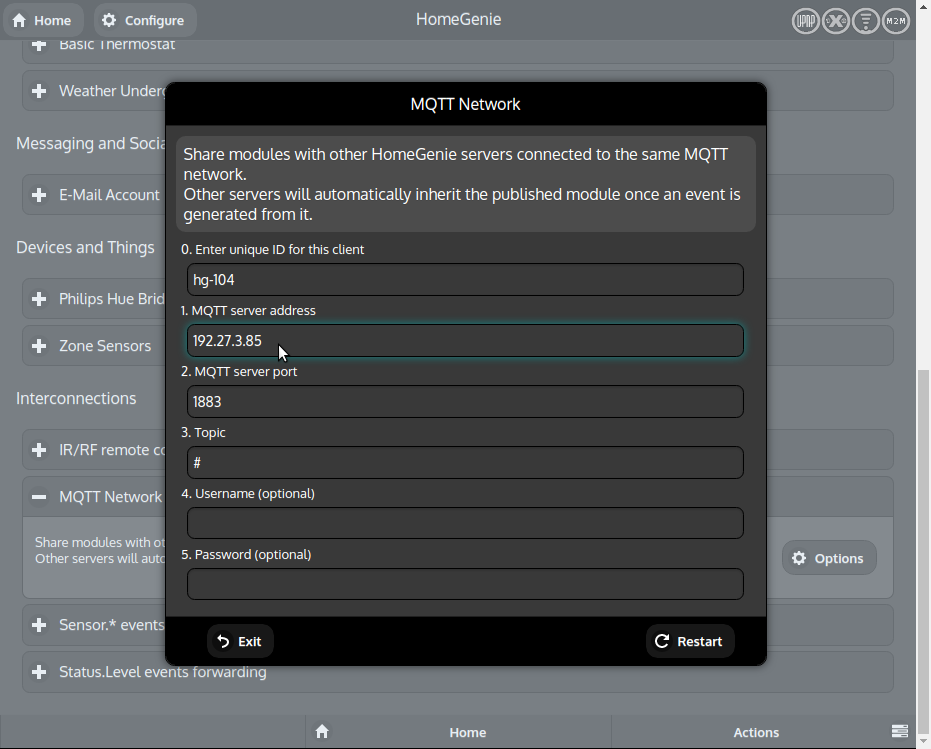 Home
Configure
HomeGenie
UPNP
X
M2M
Basic Thermostat
Weather Underg
MQTT Network
Messaging and Socia
Share modules with other HomeGenie servers connected to the same MQTT
network.
Other servers will automatically inherit the published module once an event is
generated from it.
E-Mail Account
Devices and Things
0. Enter unique ID for this client
hg-104
Philips Hue Brid
1. MQTT server address
192.27.3.85
Zone Sensors
2. MQTT server port
1883
Interconnections
3. Topic
#
IR/RF remote co
4. Username (optional)
MQTT Network
Share modules with ot
Other servers will auto
5. Password (optional)
Options
Sensor.* events
Exit
Restart
Status.Level events forwarding
Home
Actions